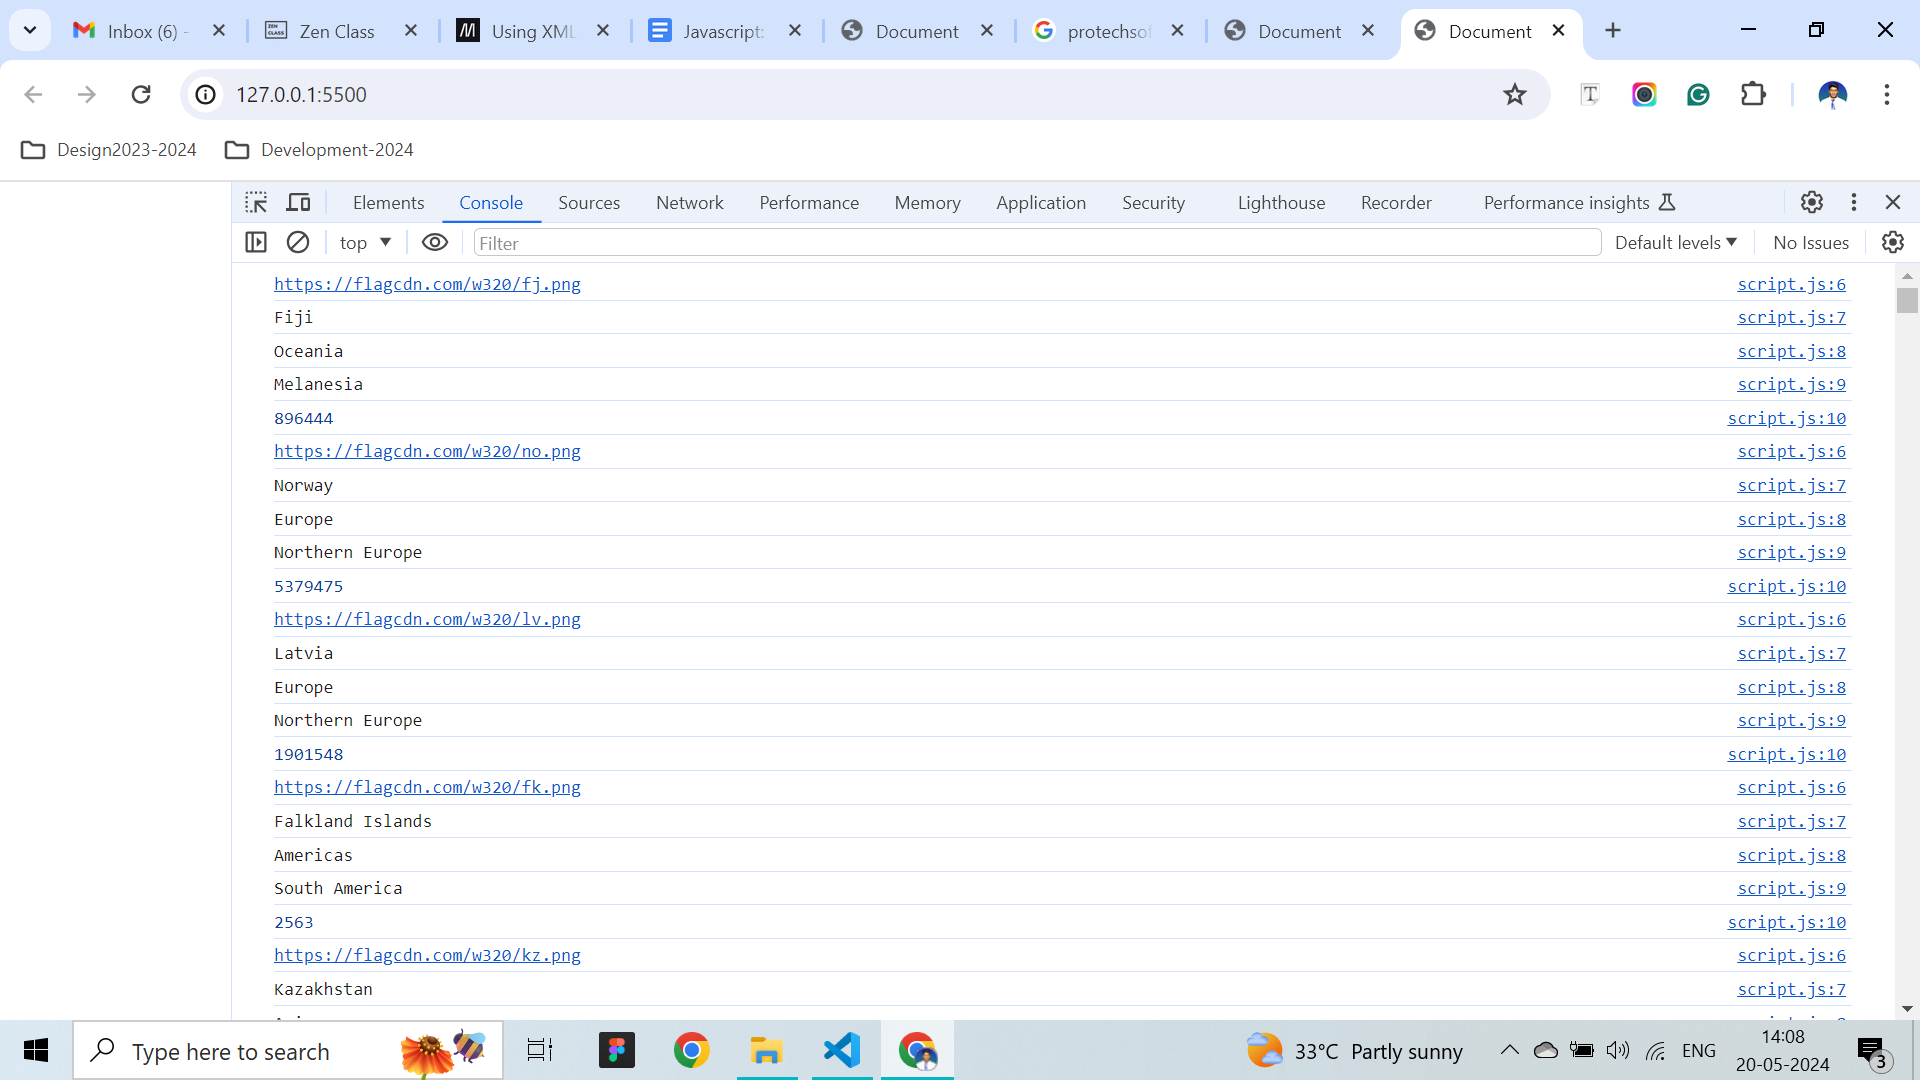 Inbox (6) -
Zen Class
Using XML
Javascript:
Document
protechsof
Document
Document
127.0.0.1:5500
Design2023-2024
Development-2024
Elements
Console
Sources
Network
Performance
Memory
Application
Security
Lighthouse
Recorder
Performance insights
top
Filter
Default levels
No Issues
https://flagcdn.com/w320/fj.png script.js:6
Fiji script.js:7
Oceania script.js:8
Melanesia script.js:9
896444 script.js:10
https://flagcdn.com/w320/no.png script.js:6
Norway script.js:7
Europe script.js:8
Northern Europe script.js:9
5379475 script.js:10
https://flagcdn.com/w320/lv.png script.js:6
Latvia script.js:7
Europe script.js:8
Northern Europe script.js:9
1901548 script.js:10
https://flagcdn.com/w320/fk.png script.js:6
Falkland Islands script.js:7
Americas script.js:8
South America script.js:9
2563 script.js:10
https://flagcdn.com/w320/kz.png script.js:6
Kazakhstan script.js:7
Type here to search
33°C Partly sunny
ENG
14:08
20-05-2024
3